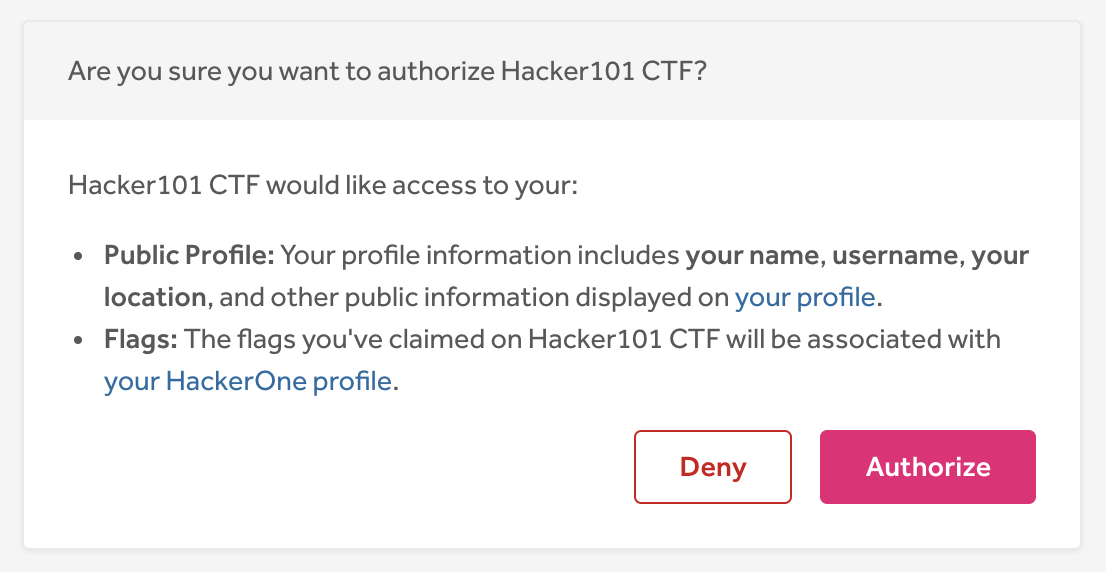 Are you sure you want to authorize Hacker101 CTF?
Hacker101 CTF would like access to your:
• Public Profile: Your profile information includes your name, username, your
location, and other public information displayed on your profile.
• Flags: The flags you've claimed on Hacker101 CTF will be associated with
your HackerOne profile.
Deny
Authorize